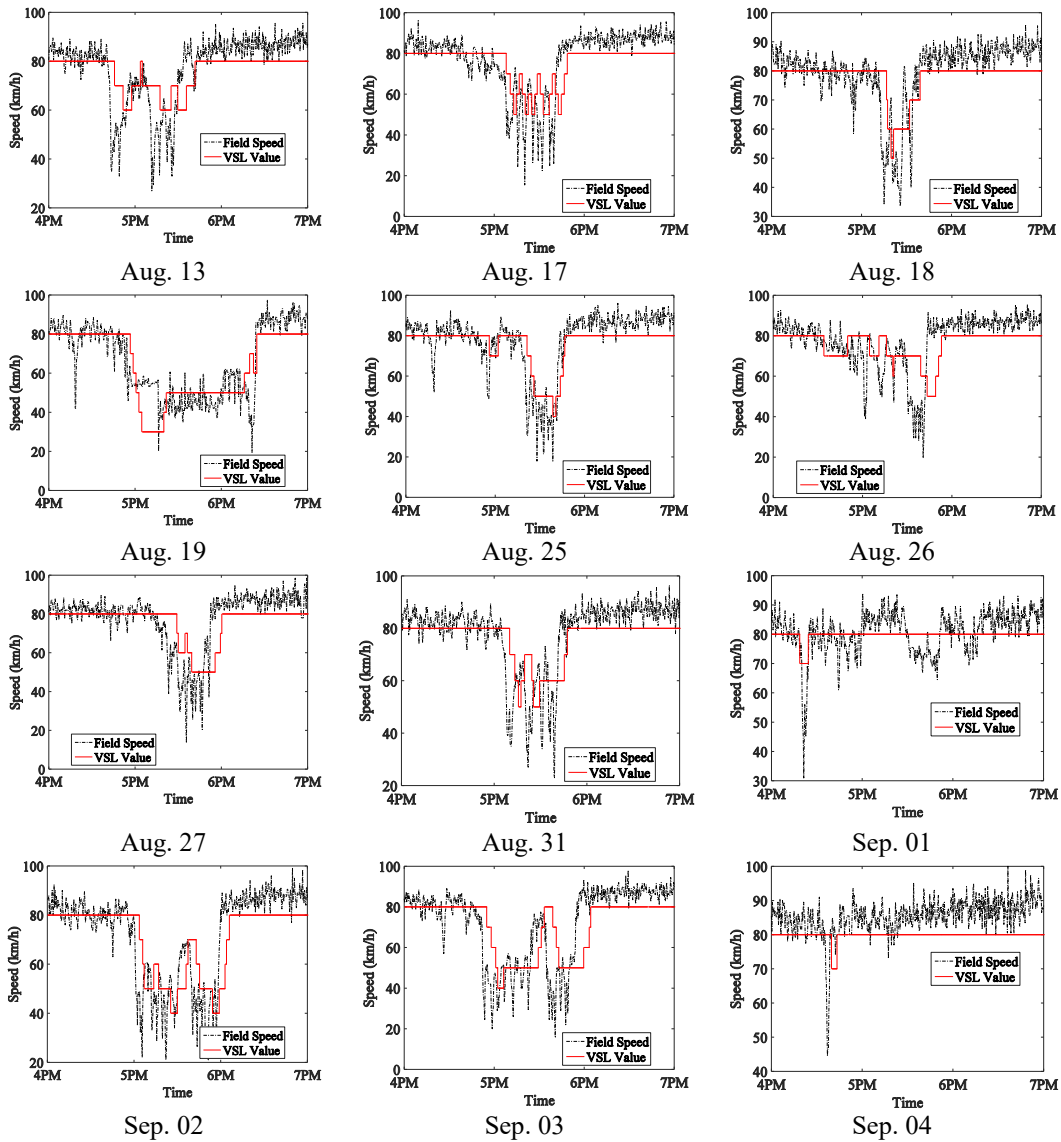 100
80
60
40
20
Speed (km/h)
Field Speed
VSL Value
4PM 5PM 6PM 7PM
Time
Aug. 13
100
80
60
40
20
0
Speed (km/h)
Field Speed
VSL Value
4PM 5PM 6PM 7PM
Time
Aug. 17
100
90
80
70
60
50
40
30
Speed (km/h)
Field Speed
VSL Value
4PM 5PM 6PM 7PM
Time
Aug. 18
100
80
60
40
20
0
Speed (km/h)
Field Speed
VSL Value
4PM 5PM 6PM 7PM
Time
Aug. 19
100
80
60
40
20
0
Speed (km/h)
Field Speed
VSL Value
4PM 5PM 6PM 7PM
Time
Aug. 25
100
80
60
40
20
0
Speed (km/h)
Field Speed
VSL Value
4PM 5PM 6PM 7PM
Time
Aug. 26
100
80
60
40
20
0
Speed (km/h)
Field Speed
VSL Value
4PM 5PM 6PM 7PM
Time
Aug. 27
100
80
60
40
20
Speed (km/h)
Field Speed
VSL Value
4PM 5PM 6PM 7PM
Time
Aug. 31
100
90
80
70
60
50
40
30
Speed (km/h)
Field Speed
VSL Value
4PM 5PM 6PM 7PM
Time
Sep. 01
100
80
60
40
20
Speed (km/h)
Field Speed
VSL Value
4PM 5PM 6PM 7PM
Time
Sep. 02
100
80
60
40
20
0
Speed (km/h)
Field Speed
VSL Value
4PM 5PM 6PM 7PM
Time
Sep. 03
Speed (km/h)
90
80
40
Field Speed
VSL Value
4PM 5PM 6PM 7PM
Time
Sep. 04